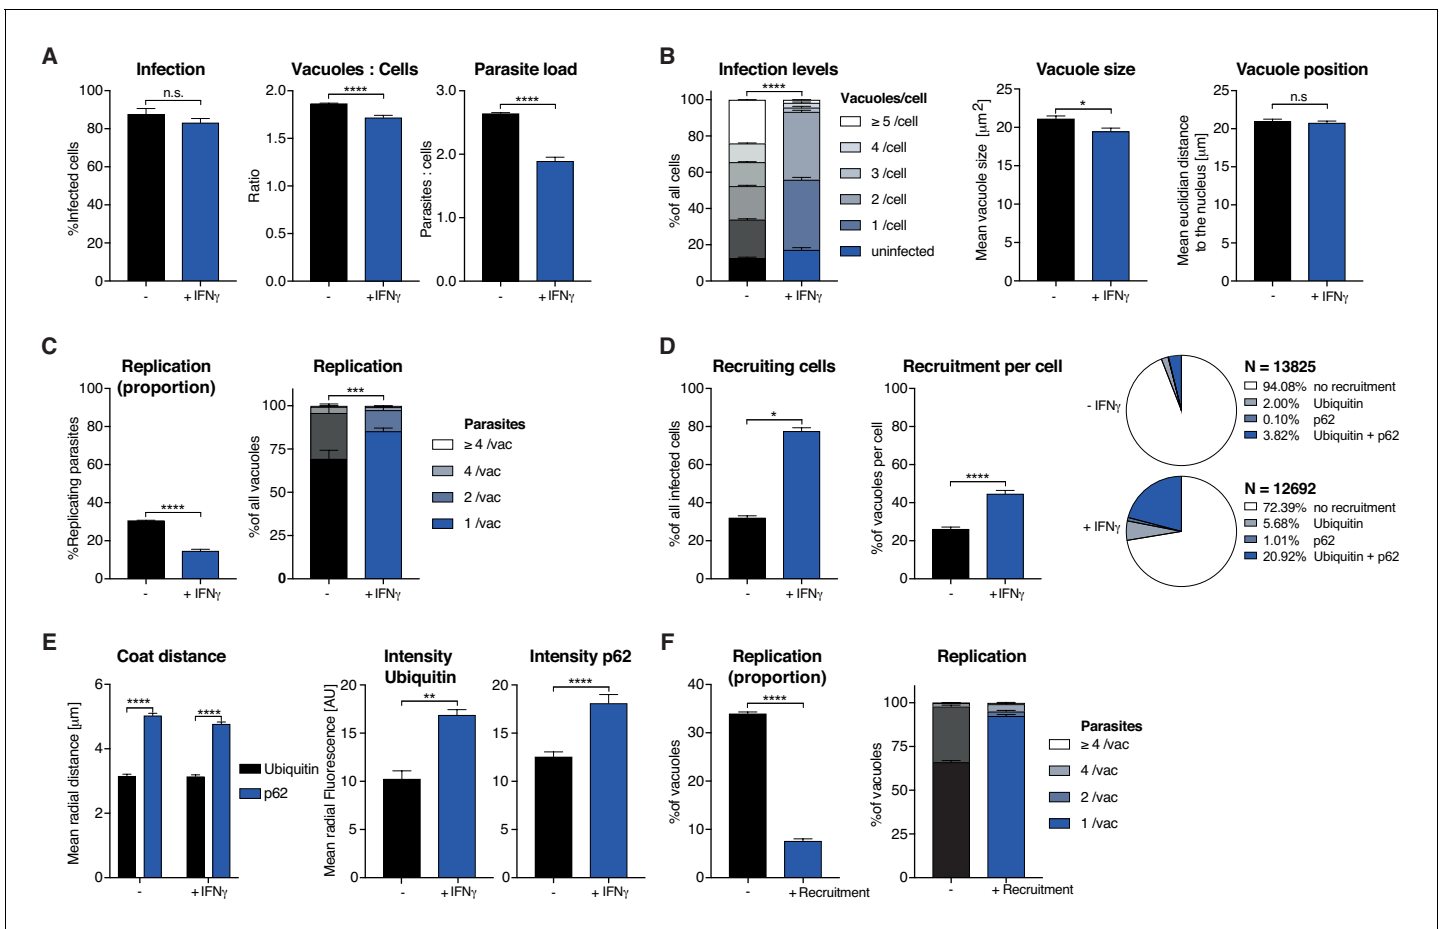 A
Infection
n.s.
100
80
60
40
20
0
%Infected cells
-
+ IFNγ
Vacuoles : Cells
****
2.0
1.5
1.0
0.5
0.0
Ratio
-
+ IFNγ
Parasite load
****
3.0
2.0
1.0
0.0
Parasites : cells
-
+ IFNγ
B
Infection levels
****
100
80
60
40
20
0
%of all cells
-
+ IFNγ
Vacuoles/cell
≥ 5 /cell
4 /cell
3 /cell
2 /cell
1 /cell
uninfected
Vacuole size
*
25
20
15
10
5
0
Mean vacuole size [µm²]
-
+ IFNγ
Vacuole position
n.s
25
20
15
10
5
0
Mean euclidian distance
to the nucleus [µm]
-
+ IFNγ
C
Replication
(proportion)
****
100
80
60
40
20
0
%Replicating parasites
-
+ IFNγ
Replication
***
100
75
50
25
0
%of all vacuoles
-
+ IFNγ
Parasites
≥ 4 /vac
4 /vac
2 /vac
1 /vac
D
Recruiting cells
*
100
80
60
40
20
0
%of all infected cells
-
+ IFNγ
Recruitment per cell
****
100
80
60
40
20
0
%of vacuoles per cell
-
+IFNγ
- IFNγ
N = 13825
94.08% no recruitment
2.00% Ubiquitin
0.10% p62
3.82% Ubiquitin + p62
+ IFNγ
N = 12692
72.39% no recruitment
5.68% Ubiquitin
1.01% p62
20.92% Ubiquitin + p62
E
Coat distance
**** ****
6
4
2
0
Mean radial distance [µm]
-
+ IFNγ
Ubiquitin
p62
Intensity
Ubiquitin
**
20
15
10
5
0
Mean radial Fluorescence [AU]
-
+ IFNγ
Intensity p62
****
20
15
10
5
0
-
+ IFNγ
F
Replication
(proportion)
****
40
30
20
10
0
%of vacuoles
-
+ Recruitment
Replication
100
75
50
25
0
%of vacuoles
-
+ Recruitment
Parasites
≥ 4 /vac
4 /vac
2 /vac
1 /vac